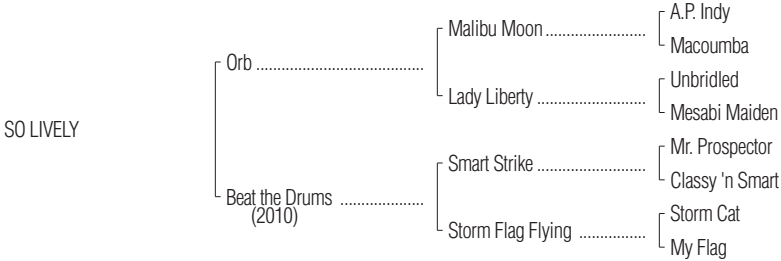 A.P. Indy
Malibu Moon ........................
Macoumba
Orb .......................................
Unbridled
Lady Liberty ..........................
Mesabi Maiden
SO LIVELY
Mr. Prospector
Smart Strike ..........................
Classy 'n Smart
Beat the Drums ....................
(2010)
Storm Cat
Storm Flag Flying ................
My Flag